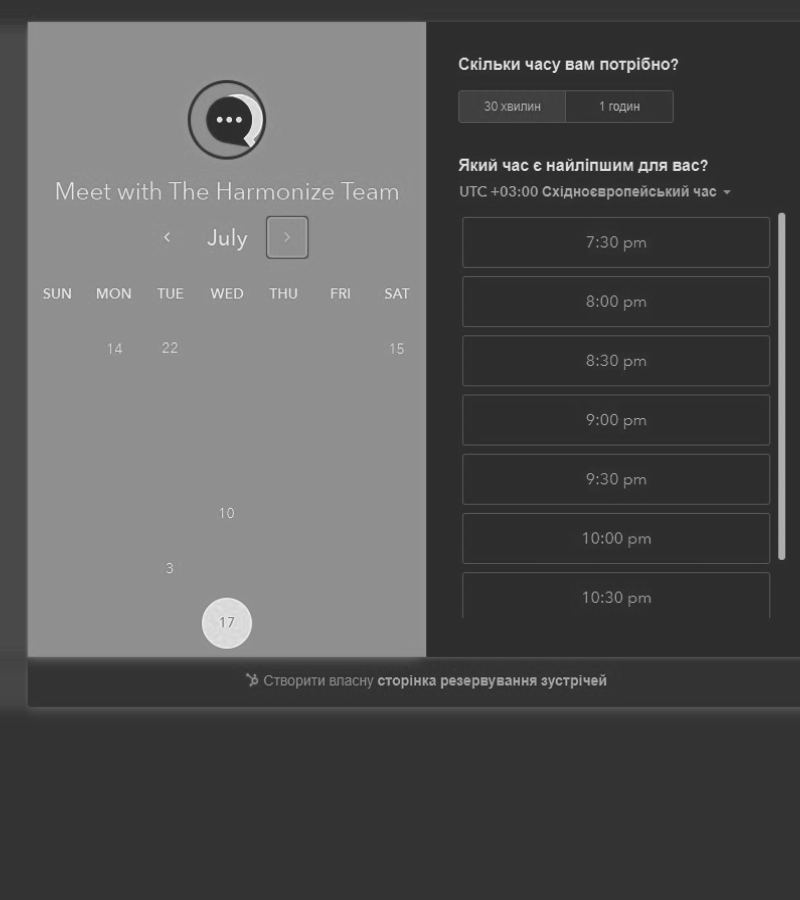 Meet with The Harmonize Team
July
SUN MON TUE WED THU FRI SAT
14 22 15
10
3
17
Скільки часу вам потрібно?
30 хвилин 1 годин
Який час є найліпшим для вас?
UTC +03:00 Східноєвропейський час
7:30 pm
8:00 pm
8:30 pm
9:00 pm
9:30 pm
10:00 pm
10:30 pm
Створити власну сторінка резервування зустрічей